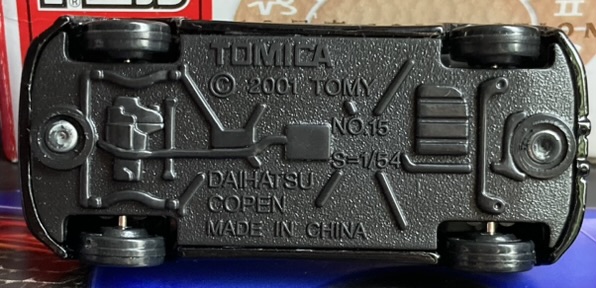 TOMICA
© 2001 TOMY
NO.15
S=1/54
DAIHATSU
COPEN
MADE IN CHINA